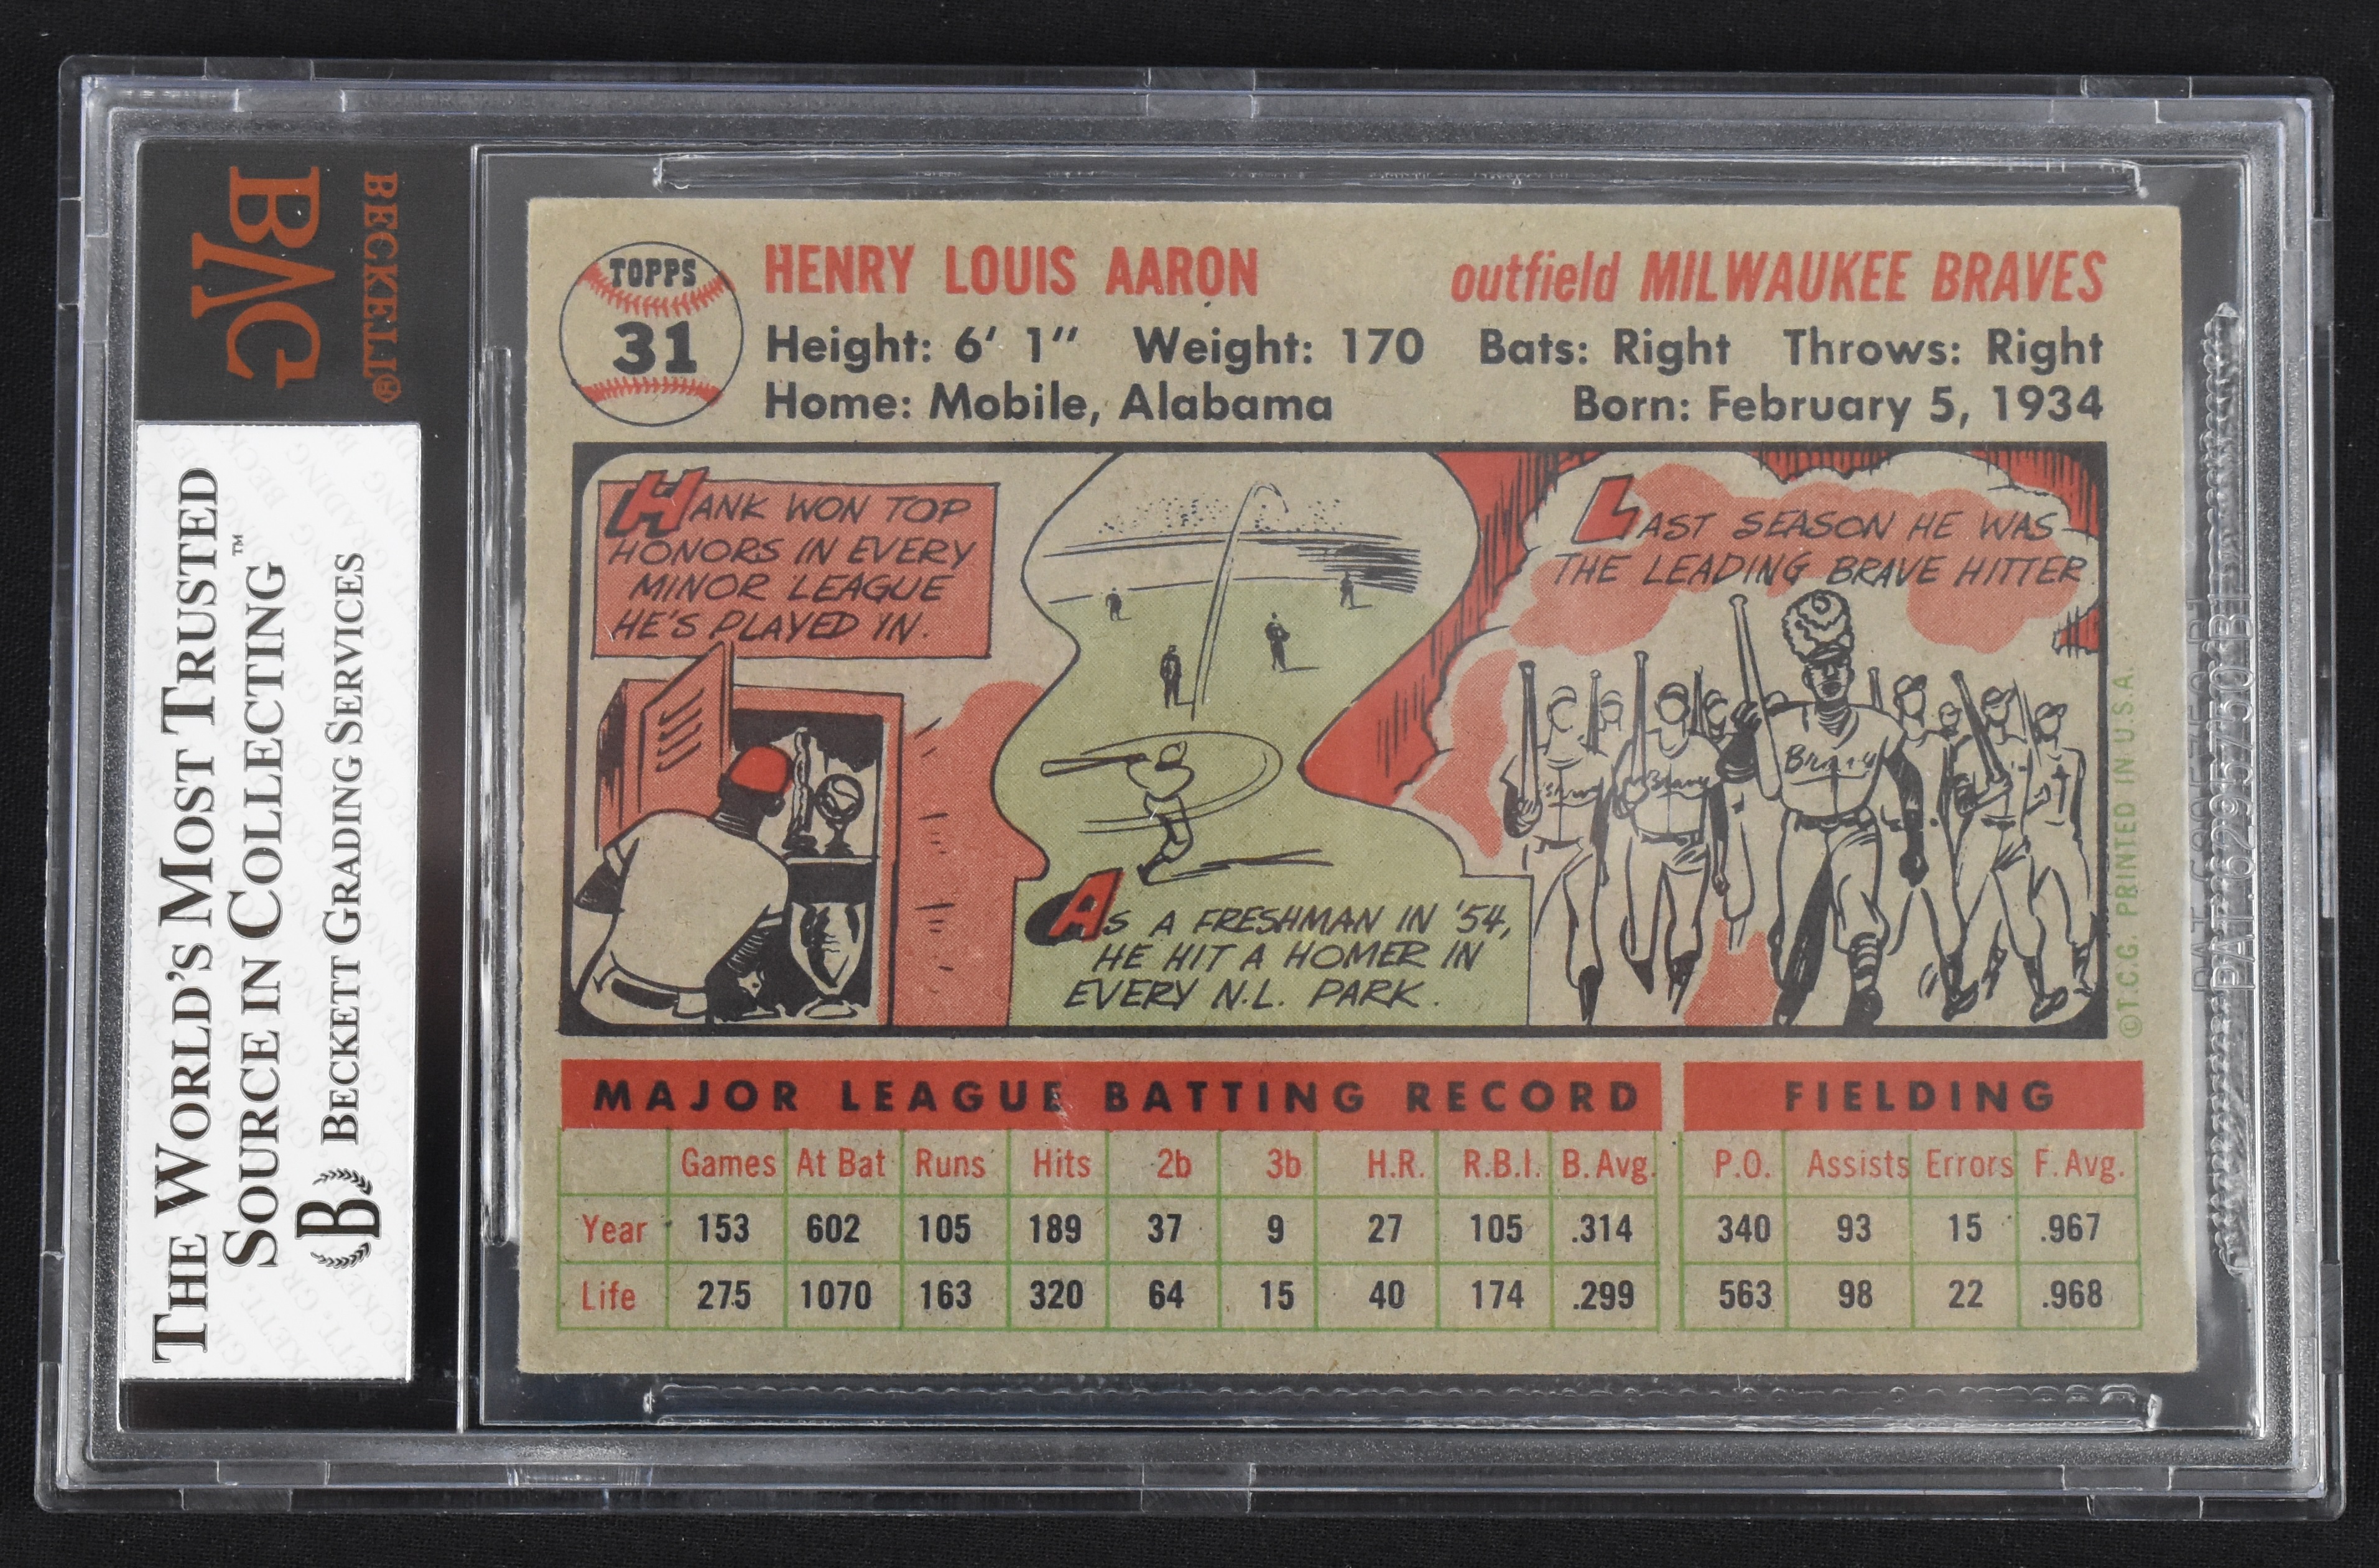 BECKETT®
BVG
THE WORLD'S MOST TRUSTED
SOURCE IN COLLECTING™
B BECKETT GRADING SERVICES
TOPPS
31
HENRY LOUIS AARON
outfield MILWAUKEE BRAVES
Height: 6' 1" Weight: 170 Bats: Right Throws: Right
Home: Mobile, Alabama
Born: February 5, 1934
HANK WON TOP
HONORS IN EVERY
MINOR LEAGUE
HE'S PLAYED IN.
AS A FRESHMAN IN '54,
HE HIT A HOMER IN
EVERY N.L. PARK.
LAST SEASON HE WAS
THE LEADING BRAVE HITTER
©T.C.G. PRINTED IN U.S.A.
MAJOR LEAGUE BATTING RECORD
Games At Bat Runs Hits 2b 3b H.R. R.B.I. B. Avg.
Year 153 602 105 189 37 9 27 105 .314
Life 275 1070 163 320 64 15 40 174 .299
FIELDING
P.O. Assists Errors F. Avg.
340 93 15 .967
563 98 22 .968